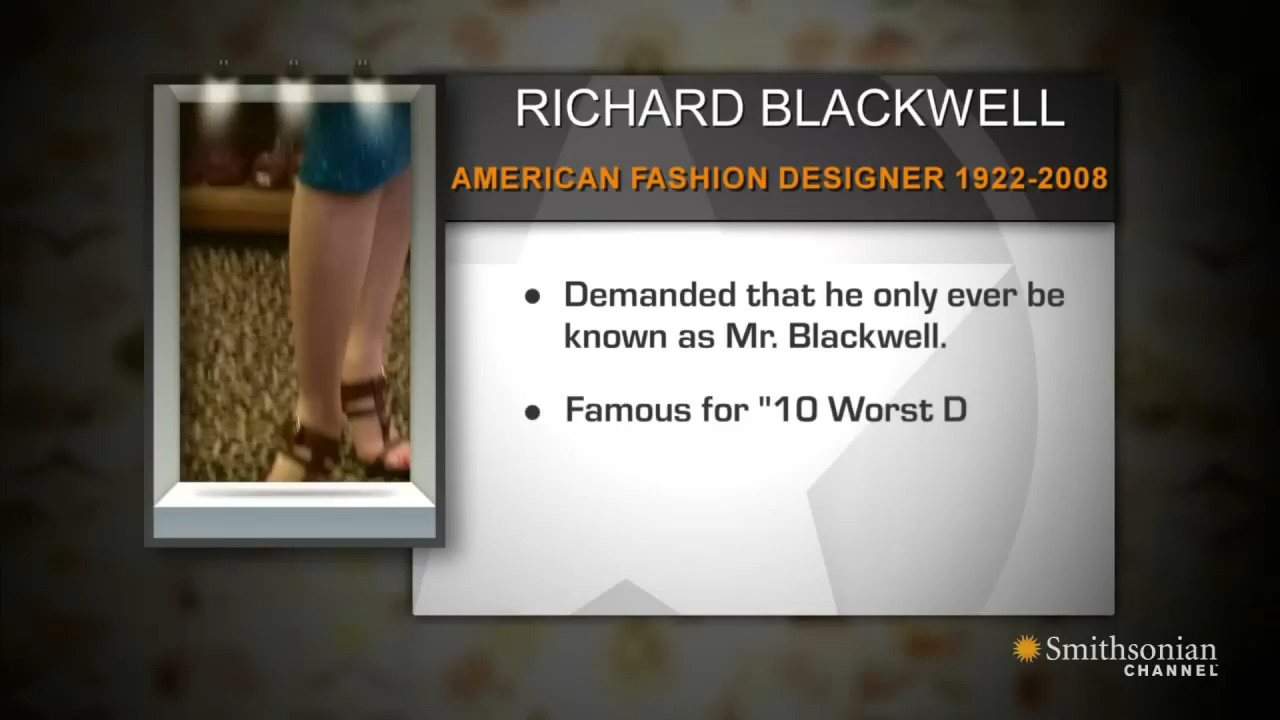 RICHARD BLACKWELL
AMERICAN FASHION DESIGNER 1922-2008
● Demanded that he only ever be
known as Mr. Blackwell.
● Famous for "10 Worst D
Smithsonian
CHANNEL